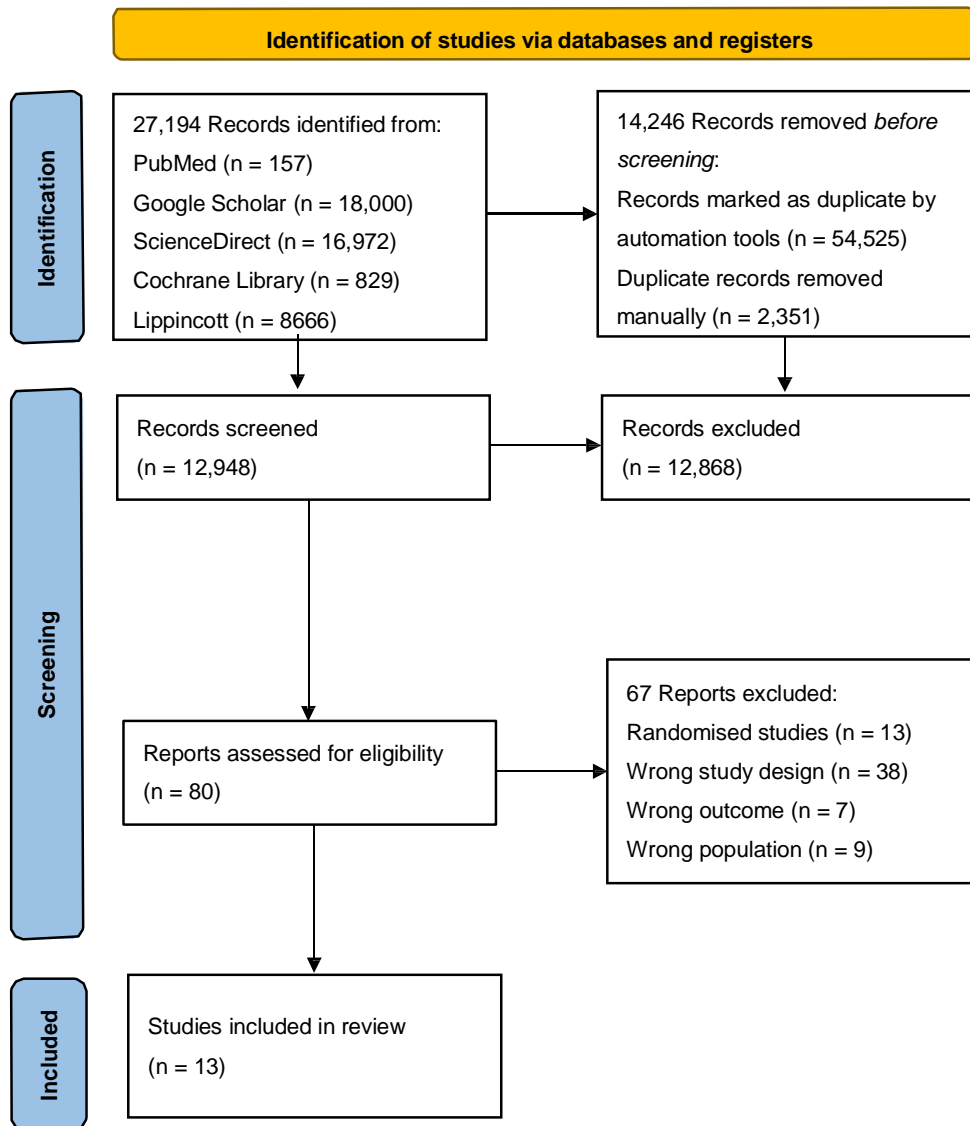 Identification of studies via databases and registers
Identification
27,194 Records identified from:
PubMed (n = 157)
Google Scholar (n = 18,000)
ScienceDirect (n = 16,972)
Cochrane Library (n = 829)
Lippincott (n = 8666)
14,246 Records removed before
screening:
Records marked as duplicate by
automation tools (n = 54,525)
Duplicate records removed
manually (n = 2,351)
Screening
Records screened
(n = 12,948)
Records excluded
(n = 12,868)
Reports assessed for eligibility
(n = 80)
67 Reports excluded:
Randomised studies (n = 13)
Wrong study design (n = 38)
Wrong outcome (n = 7)
Wrong population (n = 9)
Included
Studies included in review
(n = 13)